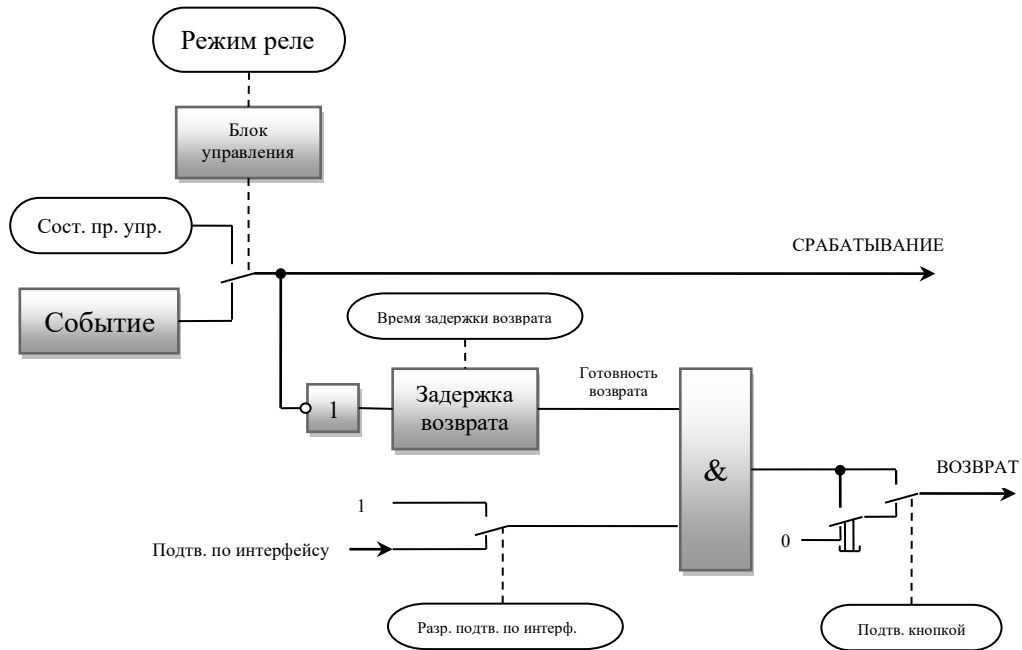 Режим реле
Блок
управления
Сост. пр. упр.
СРАБАТЫВАНИЕ
Событие
Время задержки возврата
Готовность
возврата
1
Задержка
возврата
&
ВОЗВРАТ
1
0
Подтв. по интерфейсу
Разр. подтв. по интерф.
Подтв. кнопкой